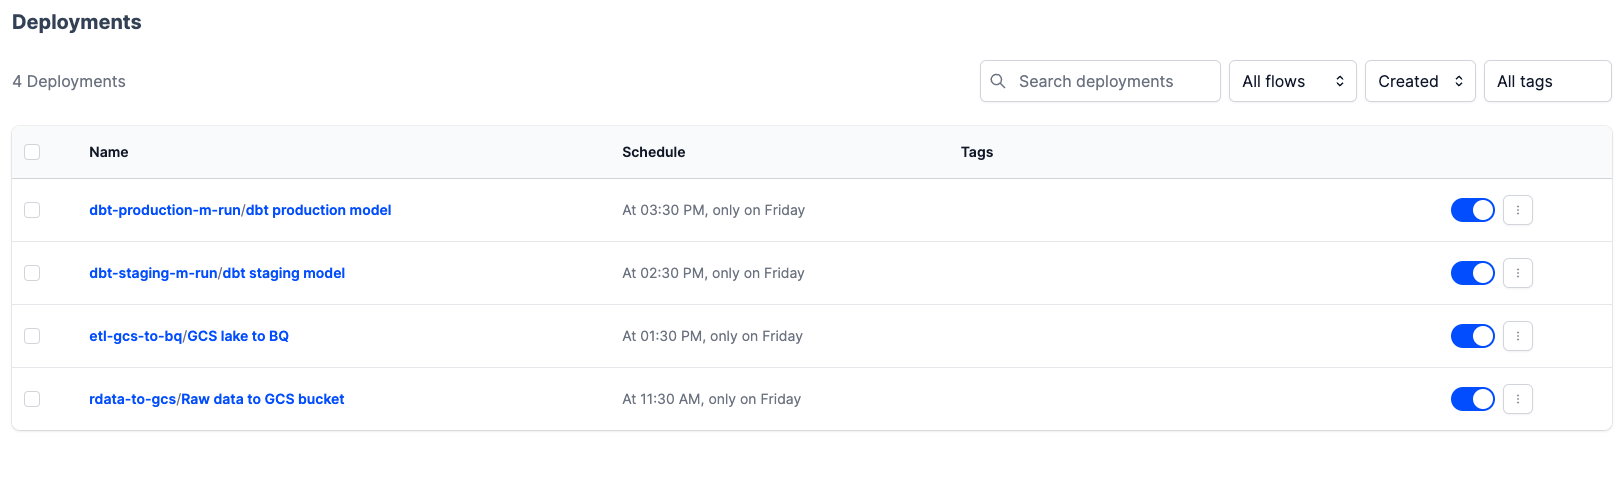 Deployments
4 Deployments
Search deployments
All flows
Created
All tags
Name Schedule Tags
dbt-production-m-run/dbt production model At 03:30 PM, only on Friday
dbt-staging-m-run/dbt staging model At 02:30 PM, only on Friday
etl-gcs-to-bq/GCS lake to BQ At 01:30 PM, only on Friday
rdata-to-gcs/Raw data to GCS bucket At 11:30 AM, only on Friday